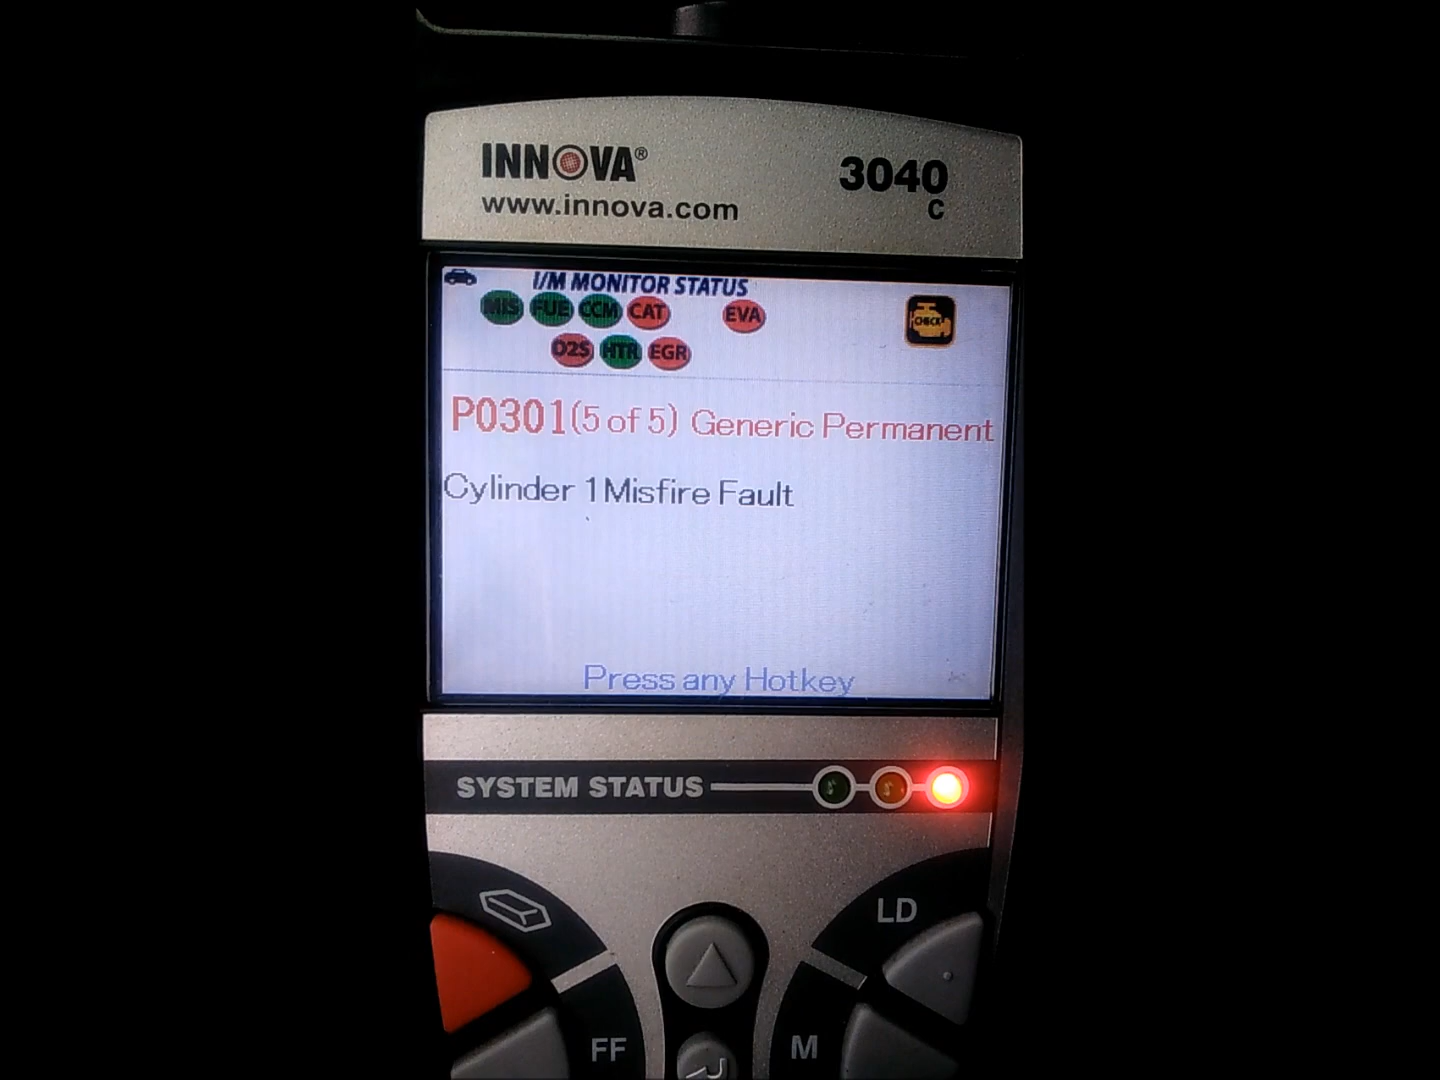 INNOVA®
www.innova.com
3040
C
I/M MONITOR STATUS
MIS FUE CCM CAT EVA
O2S HTR EGR
CHECK
P0301(5 of 5) Generic Permanent
Cylinder 1 Misfire Fault
Press any Hotkey
SYSTEM STATUS
LD
FF
M